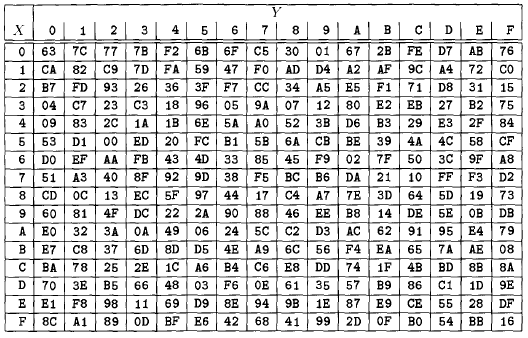 Y
X 0 1 2 3 4 5 6 7 8 9 A B C D E F
0 63 7C 77 7B F2 6B 6F C5 30 01 67 2B FE D7 AB 76
1 CA 82 C9 7D FA 59 47 F0 AD D4 A2 AF 9C A4 72 C0
2 B7 FD 93 26 36 3F F7 CC 34 A5 E5 F1 71 D8 31 15
3 04 C7 23 C3 18 96 05 9A 07 12 80 E2 EB 27 B2 75
4 09 83 2C 1A 1B 6E 5A A0 52 3B D6 B3 29 E3 2F 84
5 53 D1 00 ED 20 FC B1 5B 6A CB BE 39 4A 4C 58 CF
6 D0 EF AA FB 43 4D 33 85 45 F9 02 7F 50 3C 9F A8
7 51 A3 40 8F 92 9D 38 F5 BC B6 DA 21 10 FF F3 D2
8 CD 0C 13 EC 5F 97 44 17 C4 A7 7E 3D 64 5D 19 73
9 60 81 4F DC 22 2A 90 88 46 EE B8 14 DE 5E 0B DB
A E0 32 3A 0A 49 06 24 5C C2 D3 AC 62 91 95 E4 79
B E7 C8 37 6D 8D D5 4E A9 6C 56 F4 EA 65 7A AE 08
C BA 78 25 2E 1C A6 B4 C6 E8 DD 74 1F 4B BD 8B 8A
D 70 3E B5 66 48 03 F6 0E 61 35 57 B9 86 C1 1D 9E
E E1 F8 98 11 69 D9 8E 94 9B 1E 87 E9 CE 55 28 DF
F 8C A1 89 0D BF E6 42 68 41 99 2D 0F B0 54 BB 16